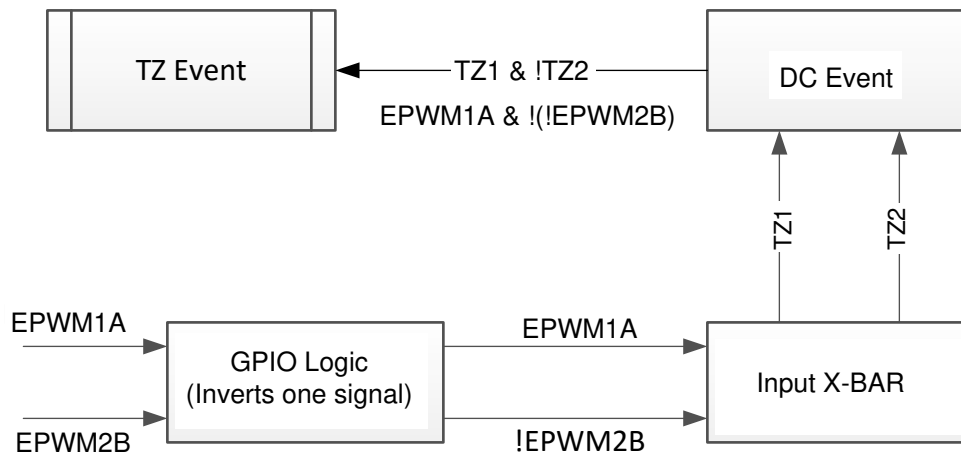 TZ Event
TZ1 & !TZ2
EPWM1A & !(!EPWM2B)
DC Event
TZ1
TZ2
EPWM1A
EPWM2B
GPIO Logic
(Inverts one signal)
EPWM1A
!EPWM2B
Input X-BAR